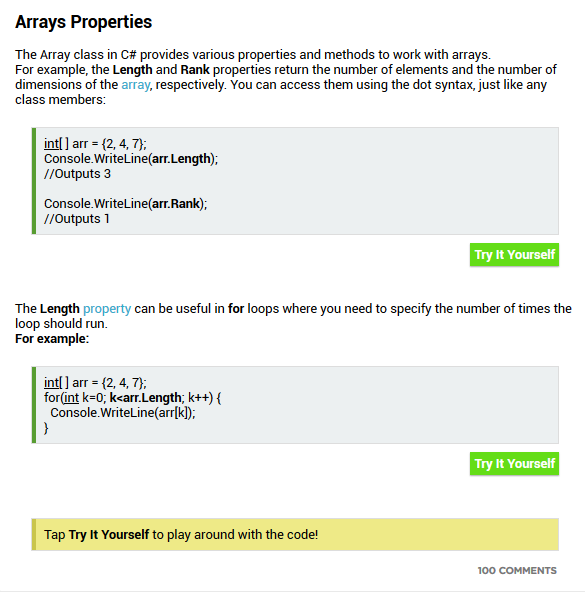 Arrays Properties
The Array class in C# provides various properties and methods to work with arrays.
For example, the Length and Rank properties return the number of elements and the number of
dimensions of the array, respectively. You can access them using the dot syntax, just like any
class members:
int[ ] arr = {2, 4, 7};
Console.WriteLine(arr.Length);
//Outputs 3
Console.WriteLine(arr.Rank);
//Outputs 1
Try It Yourself
The Length property can be useful in for loops where you need to specify the number of times the
loop should run.
For example:
int[ ] arr = {2, 4, 7};
for(int k=0; k<arr.Length; k++) {
Console.WriteLine(arr[k]);
}
Try It Yourself
Tap Try It Yourself to play around with the code!
100 COMMENTS